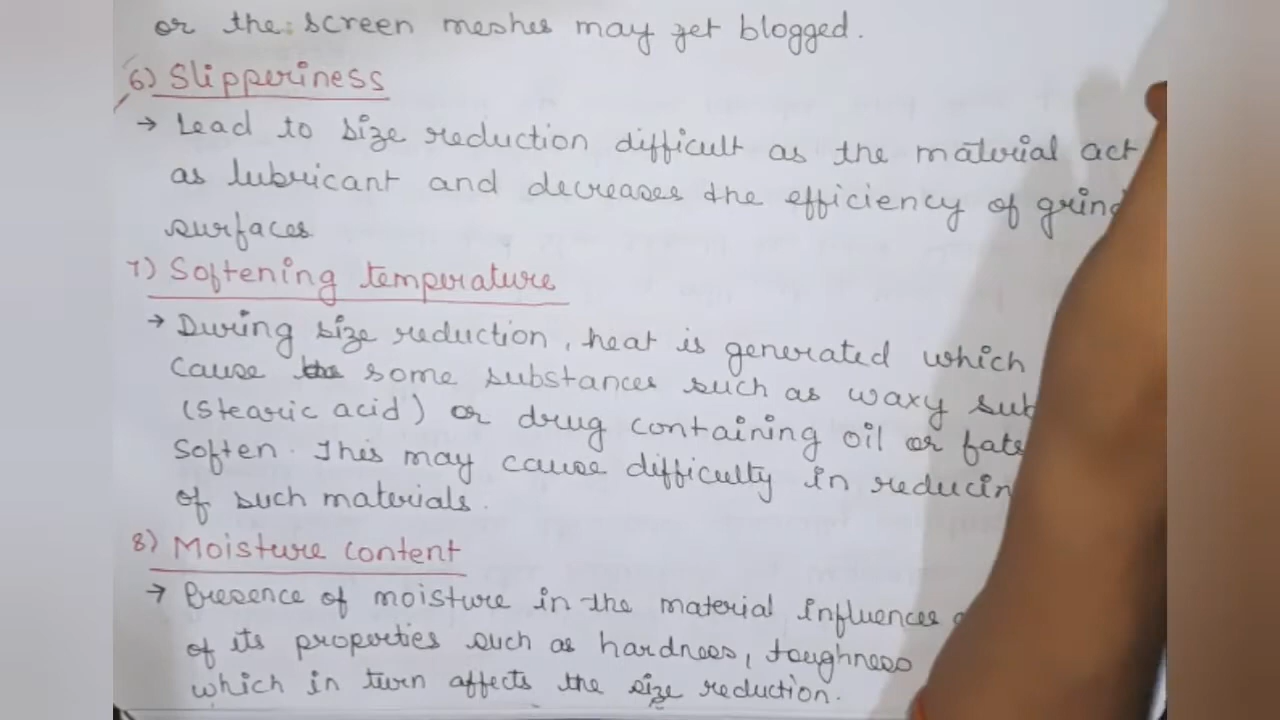 or the screen meshes may get blogged.
6) Slipperiness
→ Lead to size reduction difficult as the material act
as lubricant and decreases the efficiency of grind
surfaces
7) Softening temperature
→ During size reduction, heat is generated which
cause some substances such as waxy sub
(stearic acid) or drug containing oil or fats
soften. This may cause difficulty in reducin
of such materials.
8) Moisture content
→ Presence of moisture in the material influences
of its properties such as hardness, toughness
which in turn affects the size reduction.